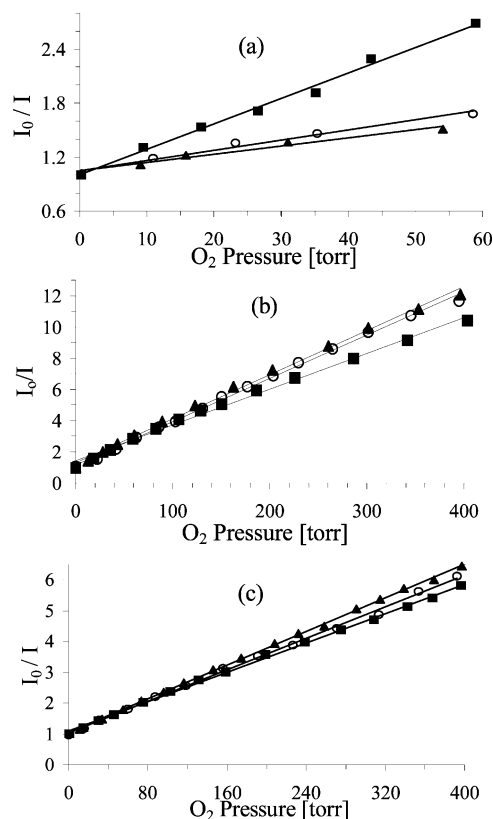 (a)
I₀ / I
2.4
1.8
1.2
0.6
0 10 20 30 40 50 60
O₂ Pressure [torr]
(b)
I₀/I
12
10
8
6
4
2
0
0 100 200 300 400
O₂ Pressure [torr]
(c)
I₀ / I
6
5
4
3
2
1
0
0 80 160 240 320 400
O₂ Pressure [torr]